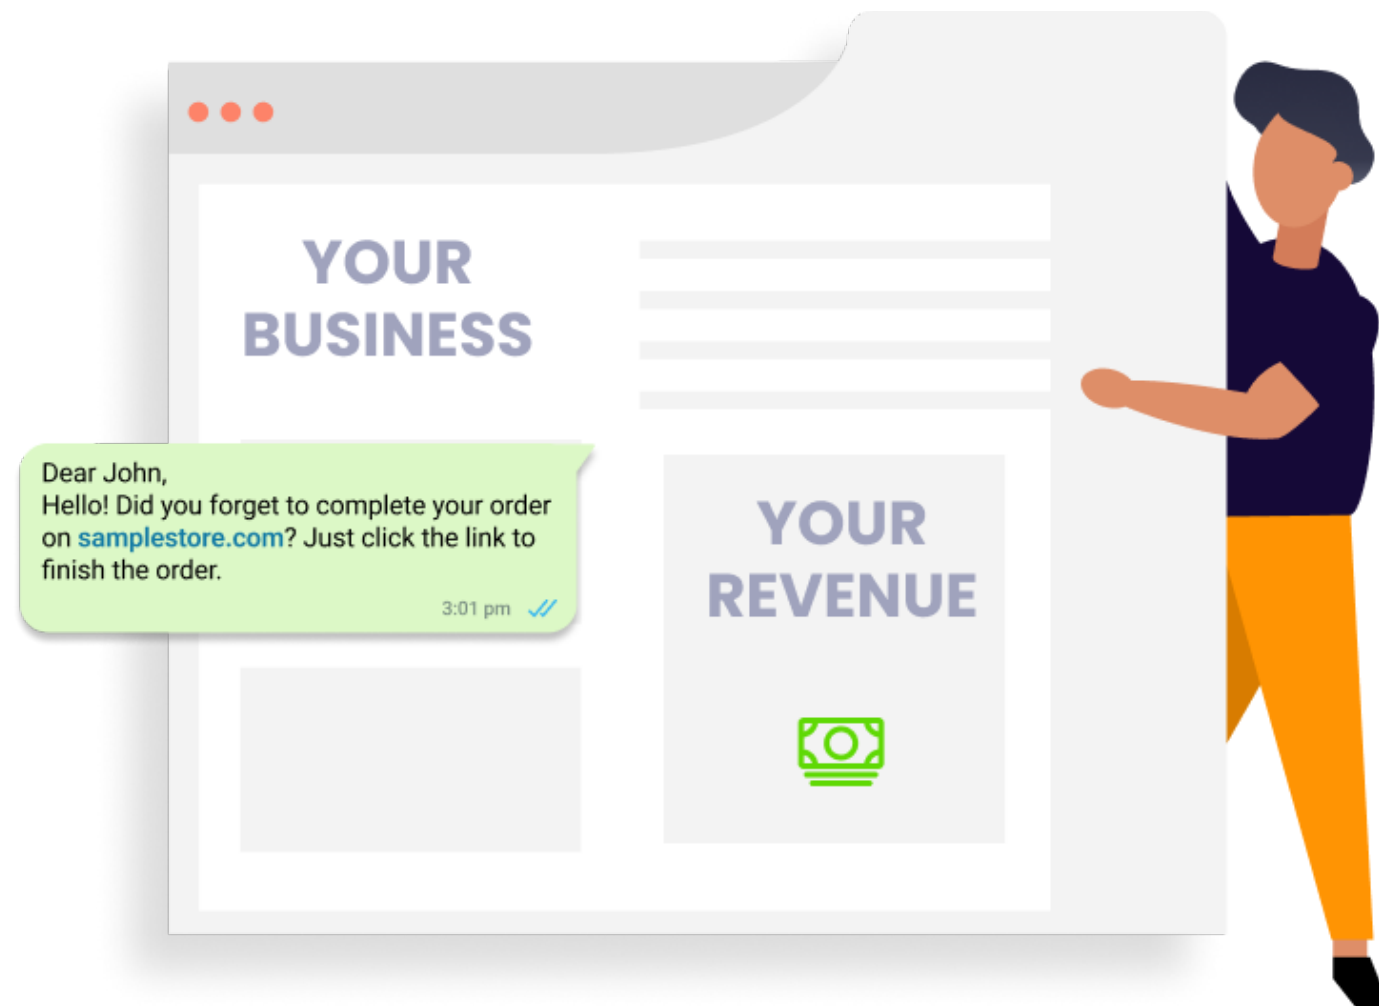 YOUR
BUSINESS
Dear John,
Hello! Did you forget to complete your order
on samplestore.com? Just click the link to
finish the order.
3:01 pm
YOUR
REVENUE